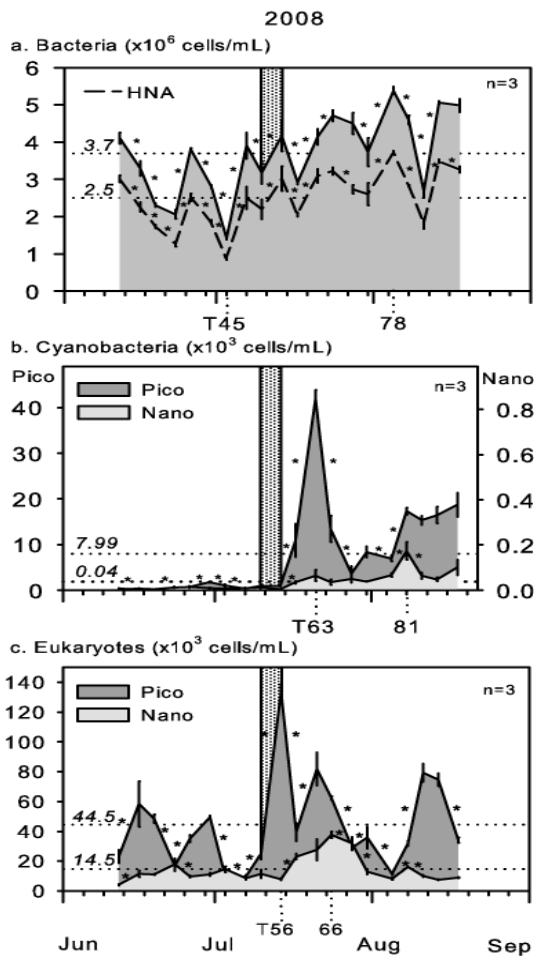 2008
a. Bacteria (x10⁶ cells/mL)
6
HNA
n=3
5
4
3.7
3
2.5
2
1
0
T45 78
b. Cyanobacteria (x10³ cells/mL)
Pico Nano
Pico n=3
40 0.8
Nano
30 0.6
20 0.4
7.99
10 0.2
0.04
0 0.0
T63 81
c. Eukaryotes (x10³ cells/mL)
140
Pico n=3
120
Nano
100
80
60
44.5
40
20
14.5
0
T56 66
Jun Jul Aug Sep